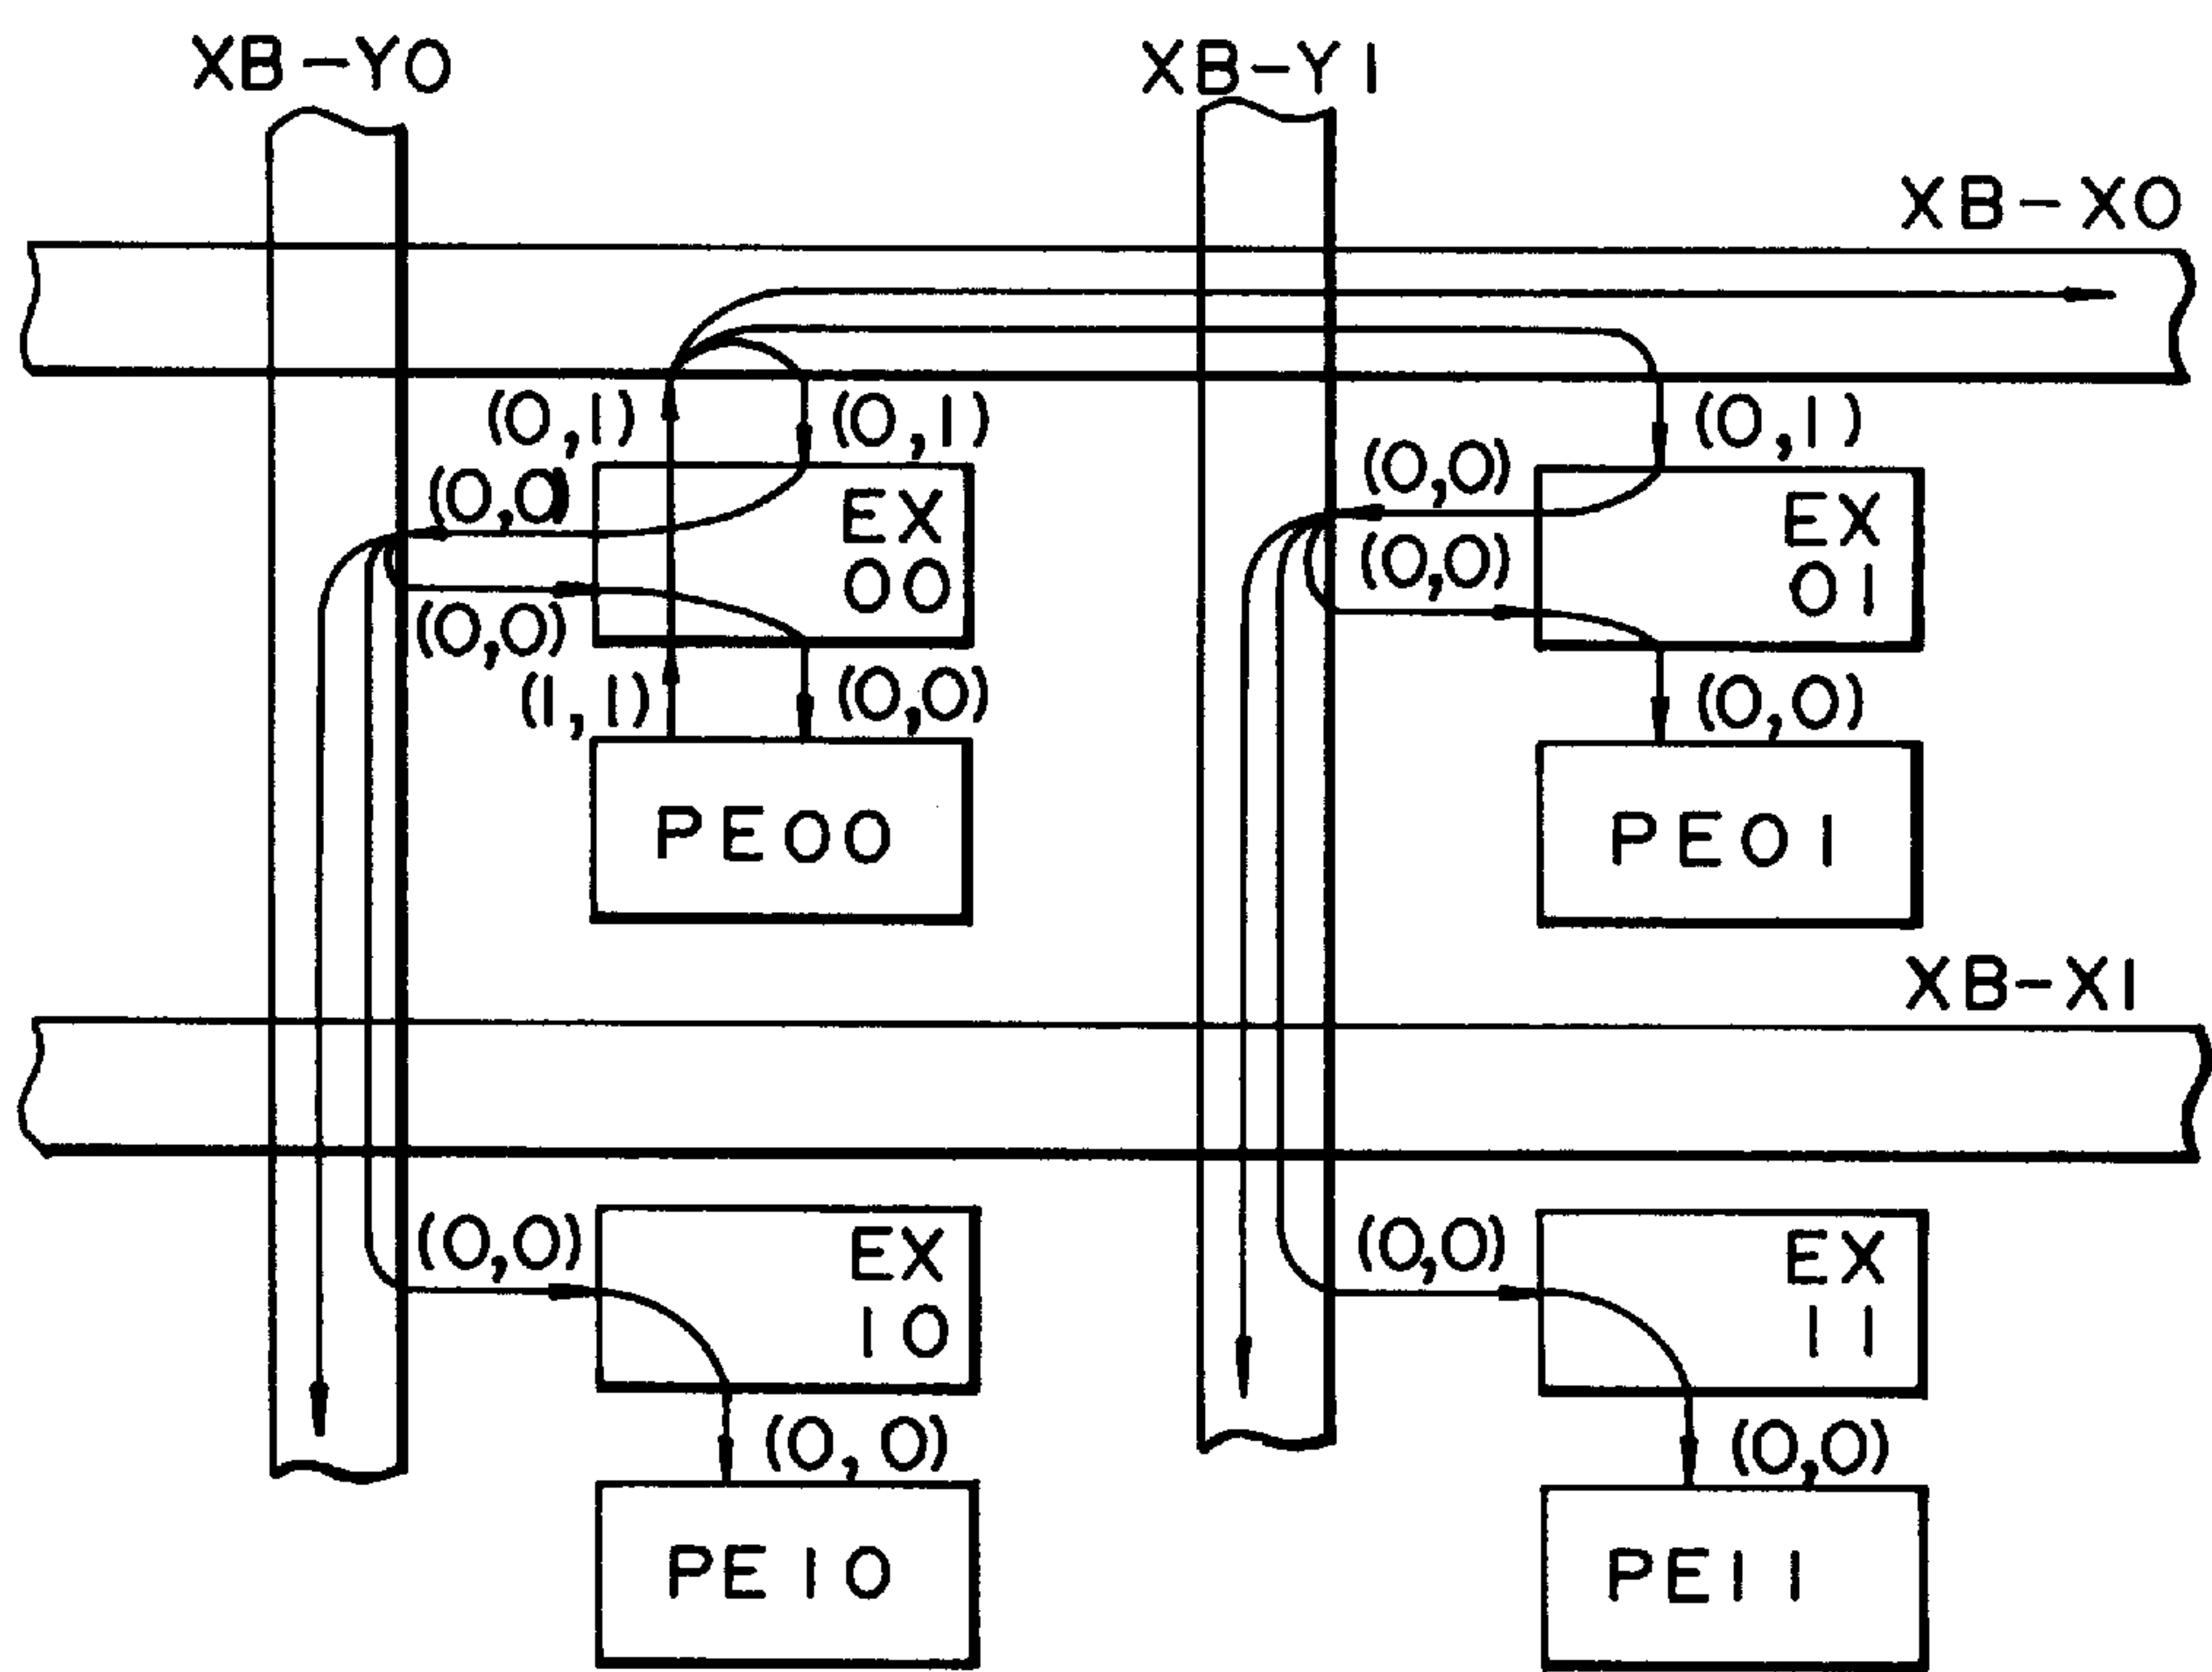 XB-Y0
XB-Y1
XB-X0
(0,1)
(0,1)
(0,1)
(0,0)
(0,0)
EX
00
EX
01
(0,0)
(0,0)
(1,1)
(0,0)
(0,0)
PE00
PE01
XB-X1
(0,0)
EX
10
(0,0)
EX
11
(0,0)
(0,0)
PE10
PE11